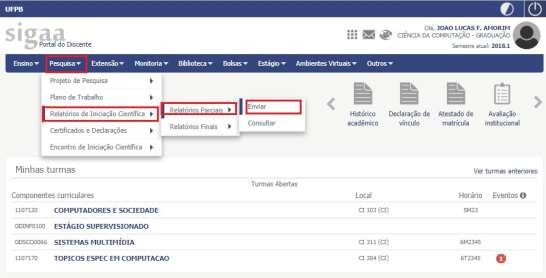 UFPB
sigaa
Portal do Discente
Olá, JOAO LUCAS F. AMORIM
CIÊNCIA DA COMPUTAÇÃO - GRADUAÇÃO
Semestre atual: 2018.1
Ensino Pesquisa Extensão Monitoria Biblioteca Bolsas Estágio Ambientes Virtuais Outros
Projeto de Pesquisa
Plano de Trabalho
Relatórios de Iniciação Científica
Certificados e Declarações
Encontro de Iniciação Científica
Relatórios Parciais
Relatórios Finais
Enviar
Consultar
Histórico acadêmico
Declaração de vínculo
Atestado de matrícula
Avaliação institucional
Minhas turmas
Ver turmas anteriores
Turmas Abertas
Componentes curriculares Local Horário Eventos
1107120 COMPUTADORES E SOCIEDADE CI 103 (CI) 5M23
GDINF0100 ESTÁGIO SUPERVISIONADO
GDSCO0066 SISTEMAS MULTIMÍDIA CI 211 (CI) 6M2345
1107170 TOPICOS ESPEC EM COMPUTACAO CI 204 (CI) 6T2345